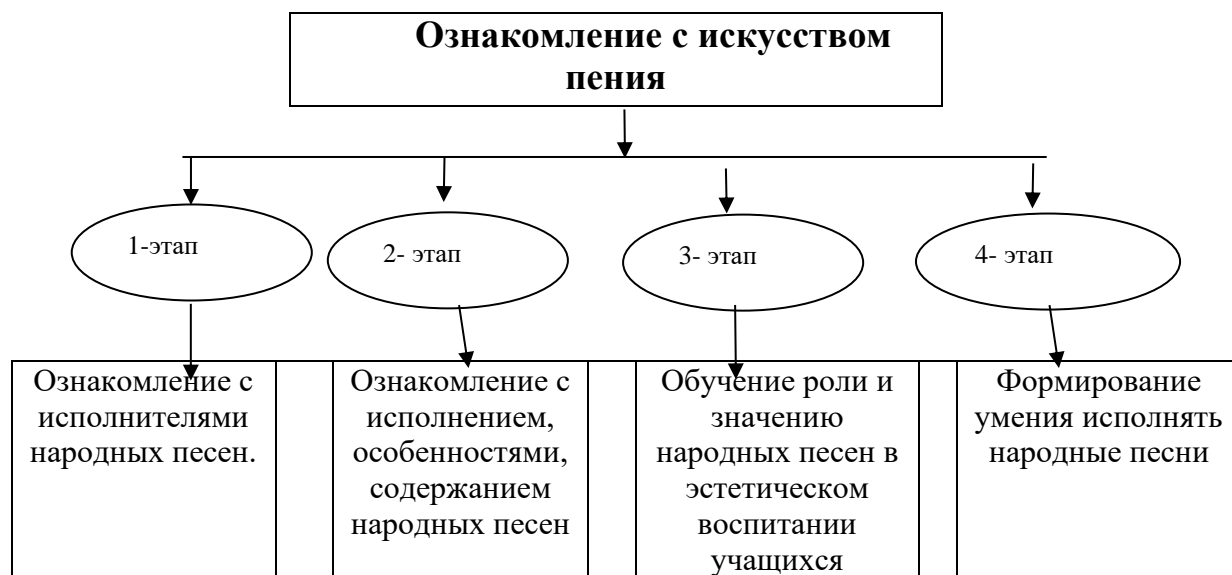 Ознакомление с искусством
пения
1-этап
2- этап
3- этап
4- этап
Ознакомление с
исполнителями
народных песен.
Ознакомление с
исполнением,
особенностями,
содержанием
народных песен
Обучение роли и
значению
народных песен в
эстетическом
воспитании
учащихся
Формирование
умения исполнять
народные песни